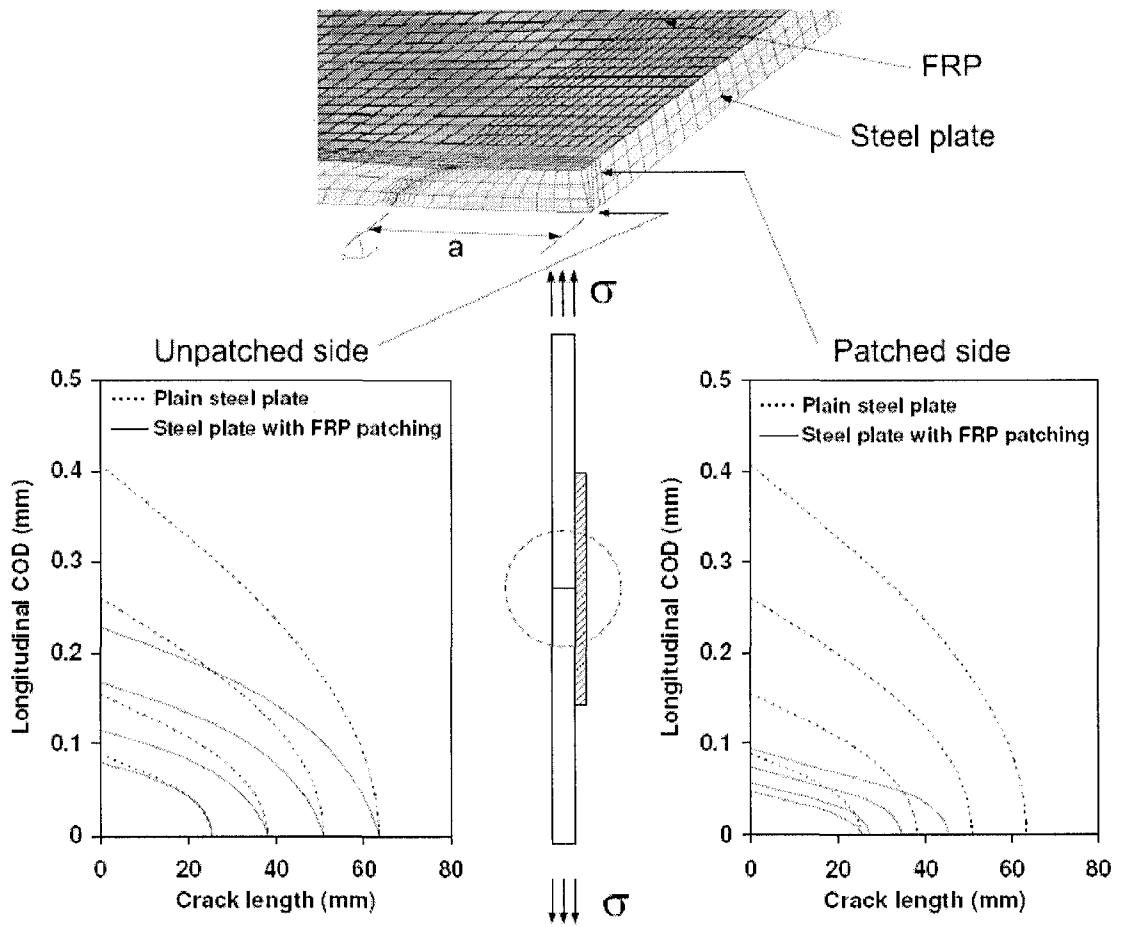 FRP
Steel plate
a
σ
Unpatched side
Patched side
0.5
Plain steel plate
Steel plate with FRP patching
0.4
0.3
0.2
0.1
0
Longitudinal COD (mm)
0 20 40 60 80
Crack length (mm)
0.5
Plain steel plate
Steel plate with FRP patching
0.4
0.3
0.2
0.1
0
Longitudinal COD (mm)
0 20 40 60 80
Crack length (mm)
σ